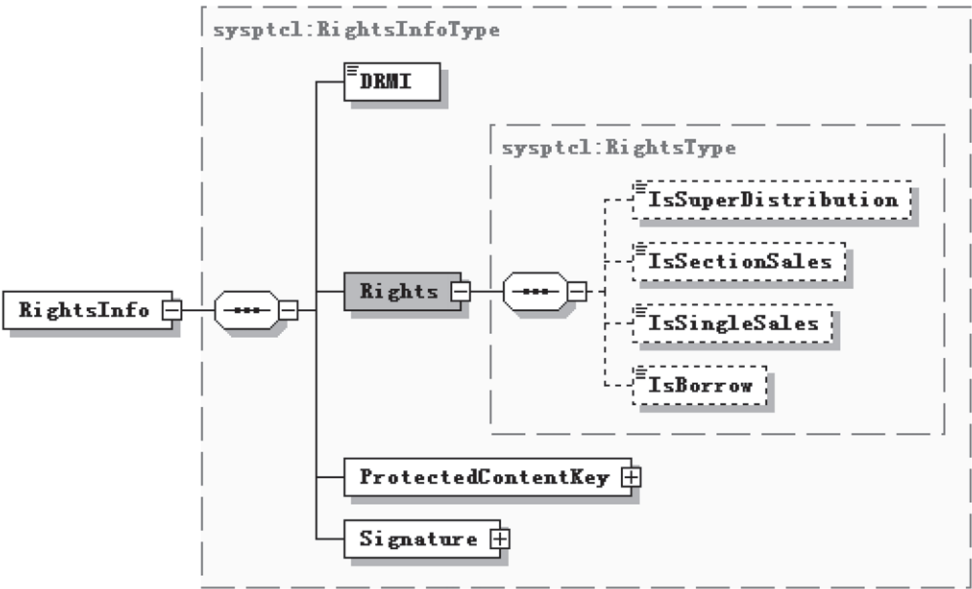 sysptcl:RightsInfoType
DRMI
sysptcl:RightsType
IsSuperDistribution
IsSectionSales
Rights
RightsInfo
IsSingleSales
IsBorrow
ProtectedContentKey
Signature